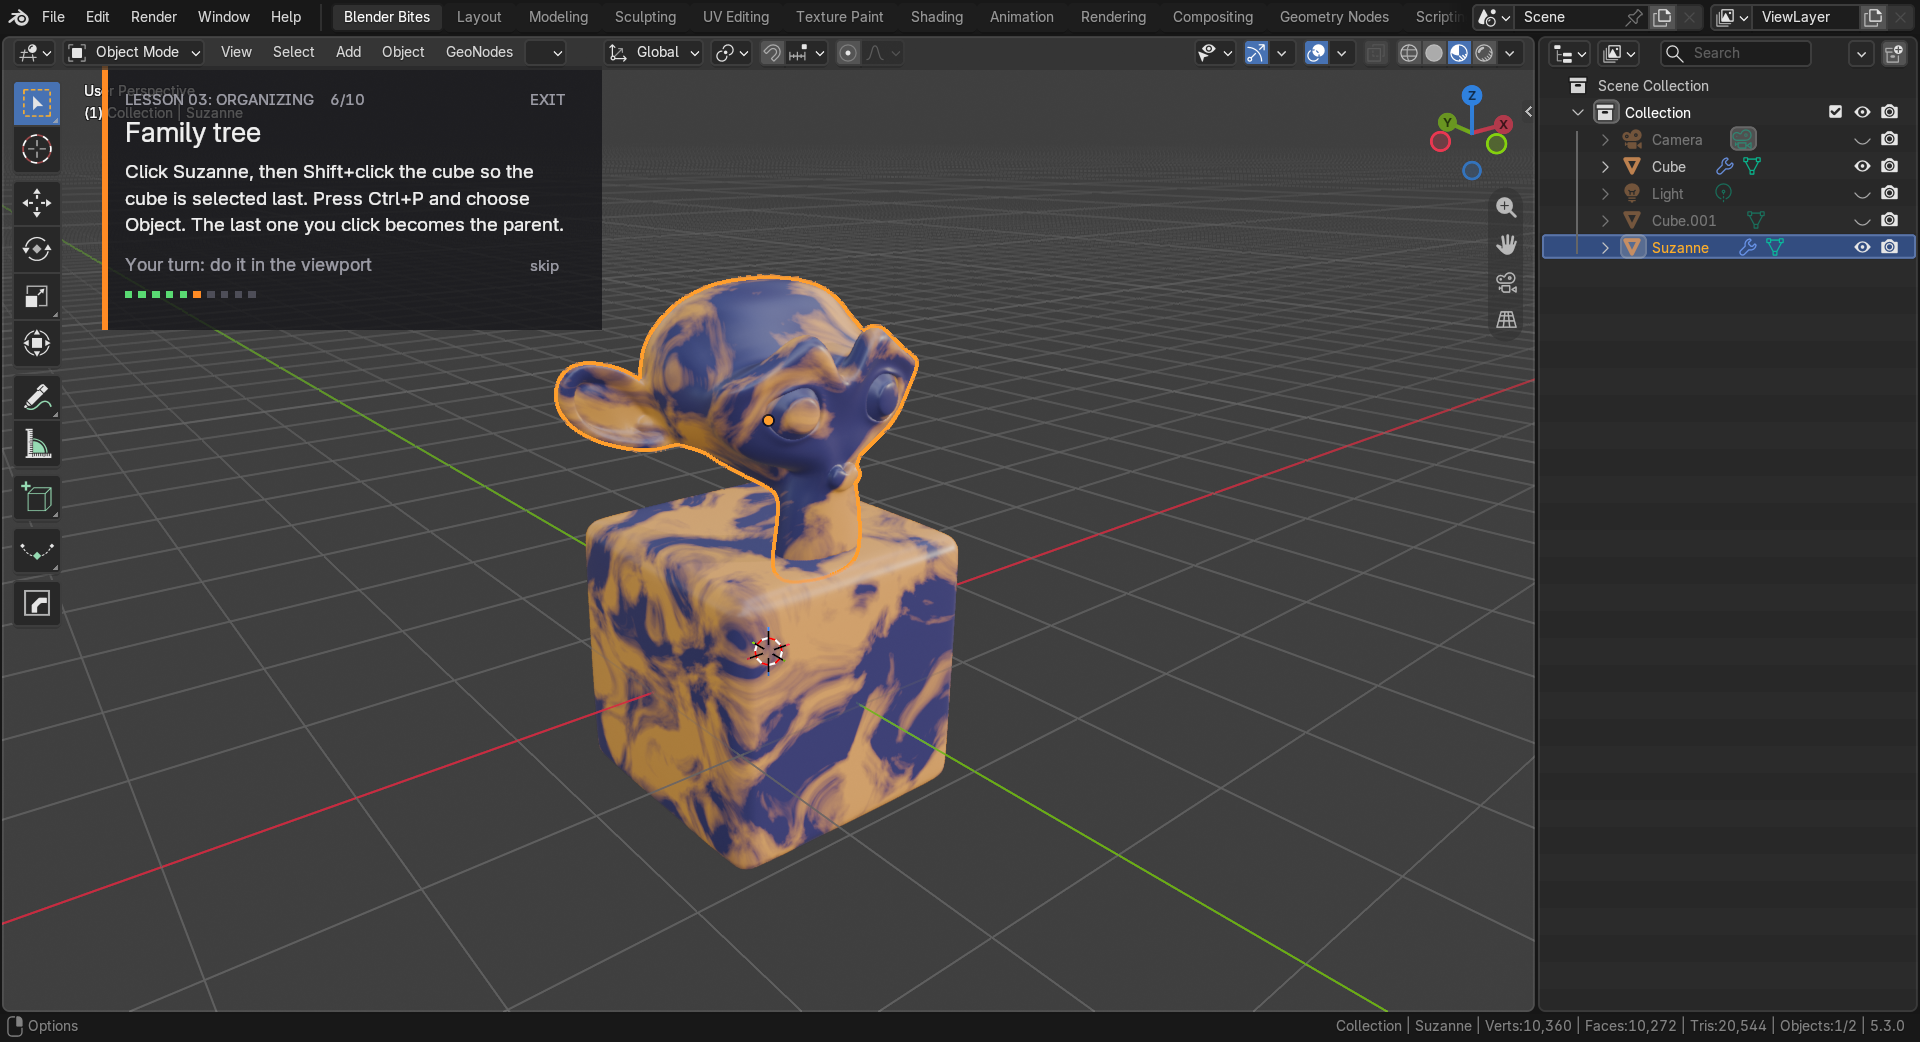 File Edit Render Window Help Blender Bites Layout Modeling Sculpting UV Editing Texture Paint Shading Animation Rendering Compositing Geometry Nodes Scene ViewLayer
Object Mode View Select Add Object GeoNodes Global Search
User Perspective
(1) Collection | Suzanne
LESSON 03: ORGANIZING 6/10 EXIT
Family tree
Click Suzanne, then Shift+click the cube so the
cube is selected last. Press Ctrl+P and choose
Object. The last one you click becomes the parent.
Your turn: do it in the viewport skip
Z
Y
X
Scene Collection
Collection
Camera
Cube
Light
Cube.001
Suzanne
Options Collection | Suzanne | Verts:10,360 | Faces:10,272 | Tris:20,544 | Objects:1/2 | 5.3.0